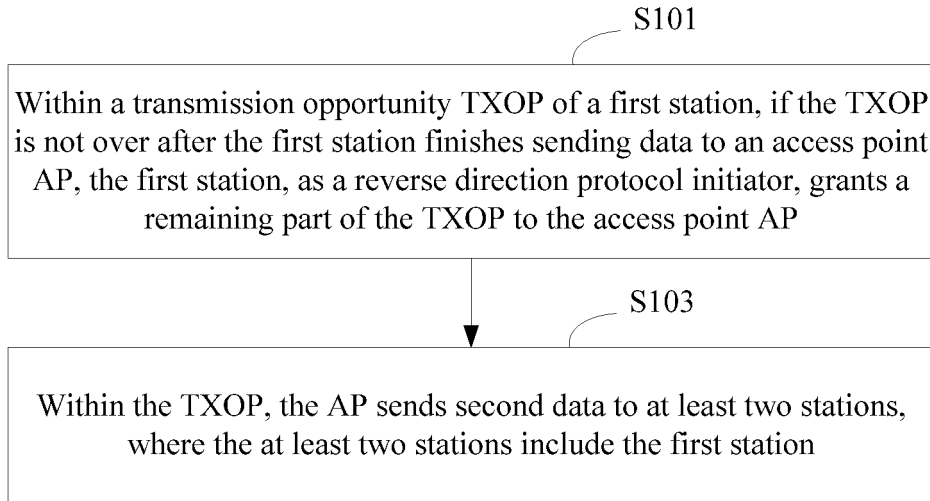 S101
Within a transmission opportunity TXOP of a first station, if the TXOP
is not over after the first station finishes sending data to an access point
AP, the first station, as a reverse direction protocol initiator, grants a
remaining part of the TXOP to the access point AP
S103
Within the TXOP, the AP sends second data to at least two stations,
where the at least two stations include the first station